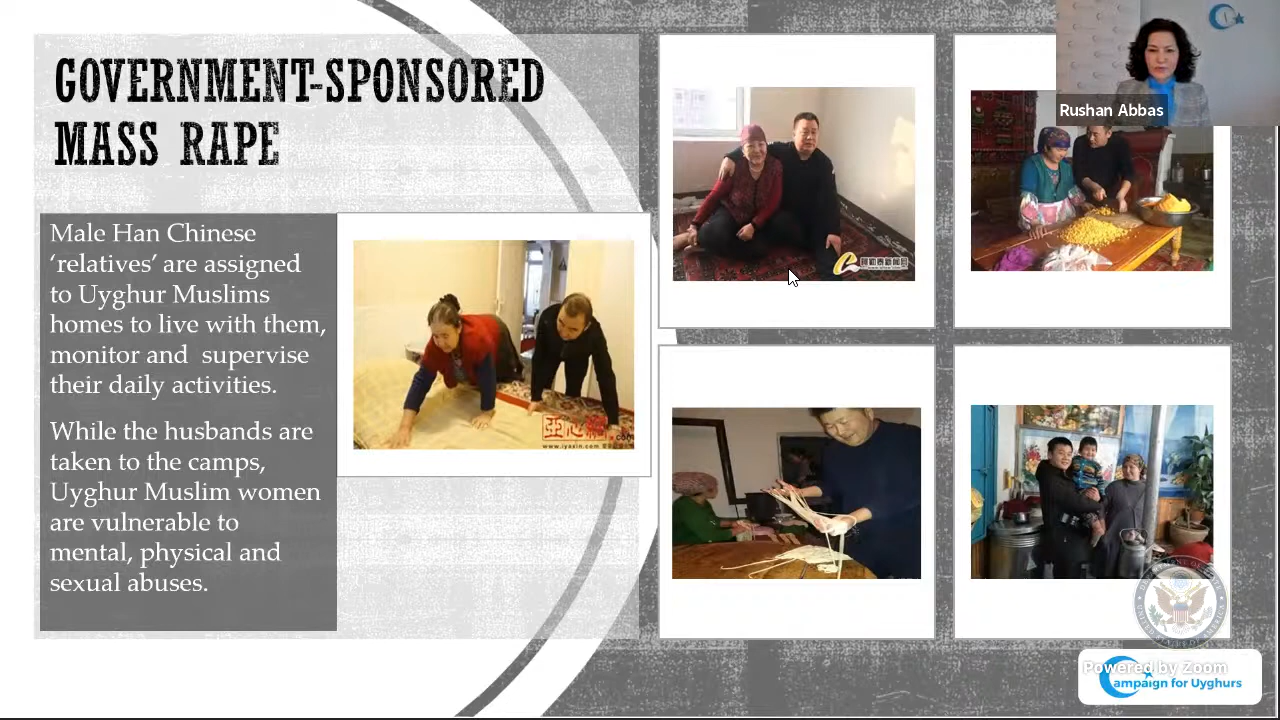 GOVERNMENT-SPONSORED
MASS RAPE
Rushan Abbas
Male Han Chinese
‘relatives’ are assigned
to Uyghur Muslims
homes to live with them,
monitor and  supervise
their daily activities.
While the husbands are
taken to the camps,
Uyghur Muslim women
are vulnerable to
mental, physical and
sexual abuses.
www.iyaxin.com
Powered by Zoom
Campaign for Uyghurs